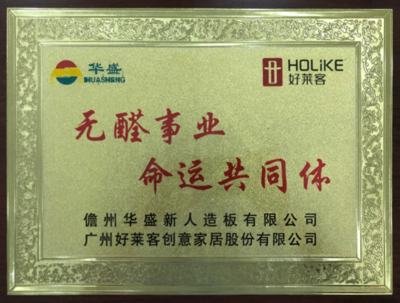 华盛
HUASHENG
HOLiKE
好莱客
无醛事业
命运共同体
儋州华盛新人造板有限公司
广州好莱客创意家居股份有限公司